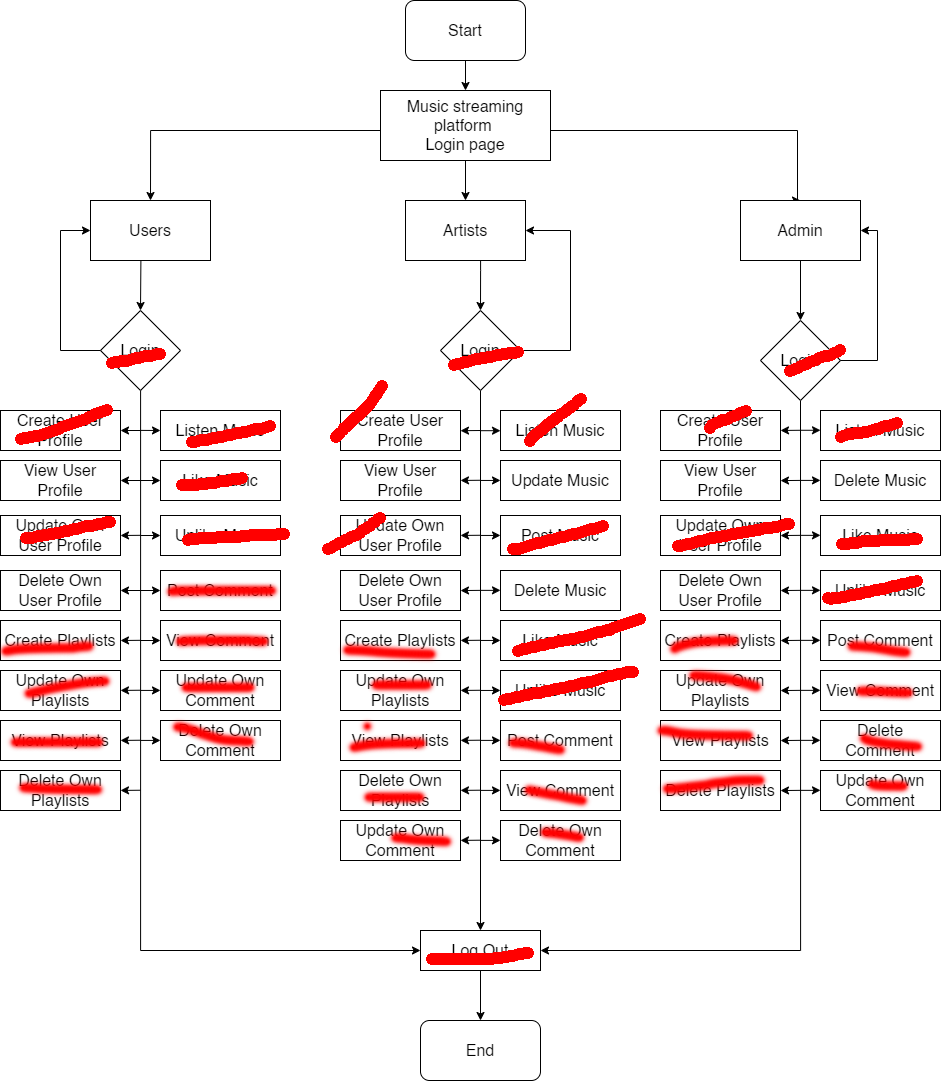 Start
Music streaming
platform
Login page
Users
Artists
Admin
Login
Login
Login
Create User
Profile
Listen Music
View User
Profile
Like Music
Update Own
User Profile
Unlike Music
Delete Own
User Profile
Post Comment
Create Playlists
View Comment
Update Own
Playlists
Update Own
Comment
View Playlists
Delete Own
Comment
Delete Own
Playlists
Create User
Profile
Listen Music
View User
Profile
Update Music
Update Own
User Profile
Post Music
Delete Own
User Profile
Delete Music
Create Playlists
Like Music
Update Own
Playlists
Unlike Music
View Playlists
Post Comment
Delete Own
Playlists
View Comment
Update Own
Comment
Delete Own
Comment
Create User
Profile
Listen Music
View User
Profile
Delete Music
Update Own
User Profile
Like Music
Delete Own
User Profile
Unlike Music
Create Playlists
Post Comment
Update Own
Playlists
View Comment
View Playlists
Delete
Comment
Delete Playlists
Update Own
Comment
Log Out
End